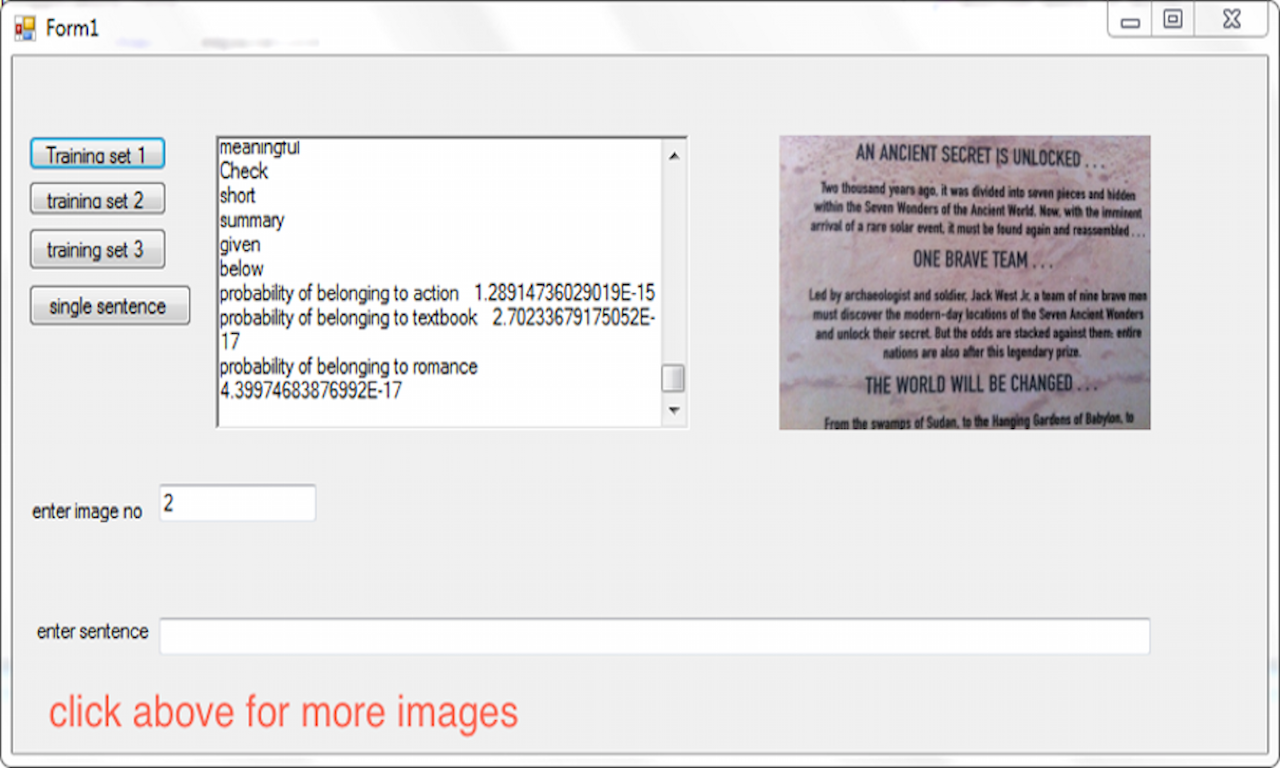 Form1
Training set 1
training set 2
training set 3
single sentence
meaningful
Check
short
summary
given
below
probability of belonging to action 1.28914736029019E-15
probability of belonging to textbook 2.70233679175052E-
17
probability of belonging to romance
4.39974683876992E-17
AN ANCIENT SECRET IS UNLOCKED . . .
Two thousand years ago, it was divided into seven pieces and hidden
within the Seven Wonders of the Ancient World. Now, with the imminent
arrival of a rare solar event, it must be found again and reassembled . . .
ONE BRAVE TEAM . . .
Led by archaeologist and soldier, Jack West Jr, a team of nine brave men
must discover the modern-day locations of the Seven Ancient Wonders
and unlock their secret. But the odds are stacked against them: entire
nations are also after this legendary prize.
THE WORLD WILL BE CHANGED . . .
From the swamps of Sudan, to the Hanging Gardens of Babylon, to
enter image no 2
enter sentence
click above for more images